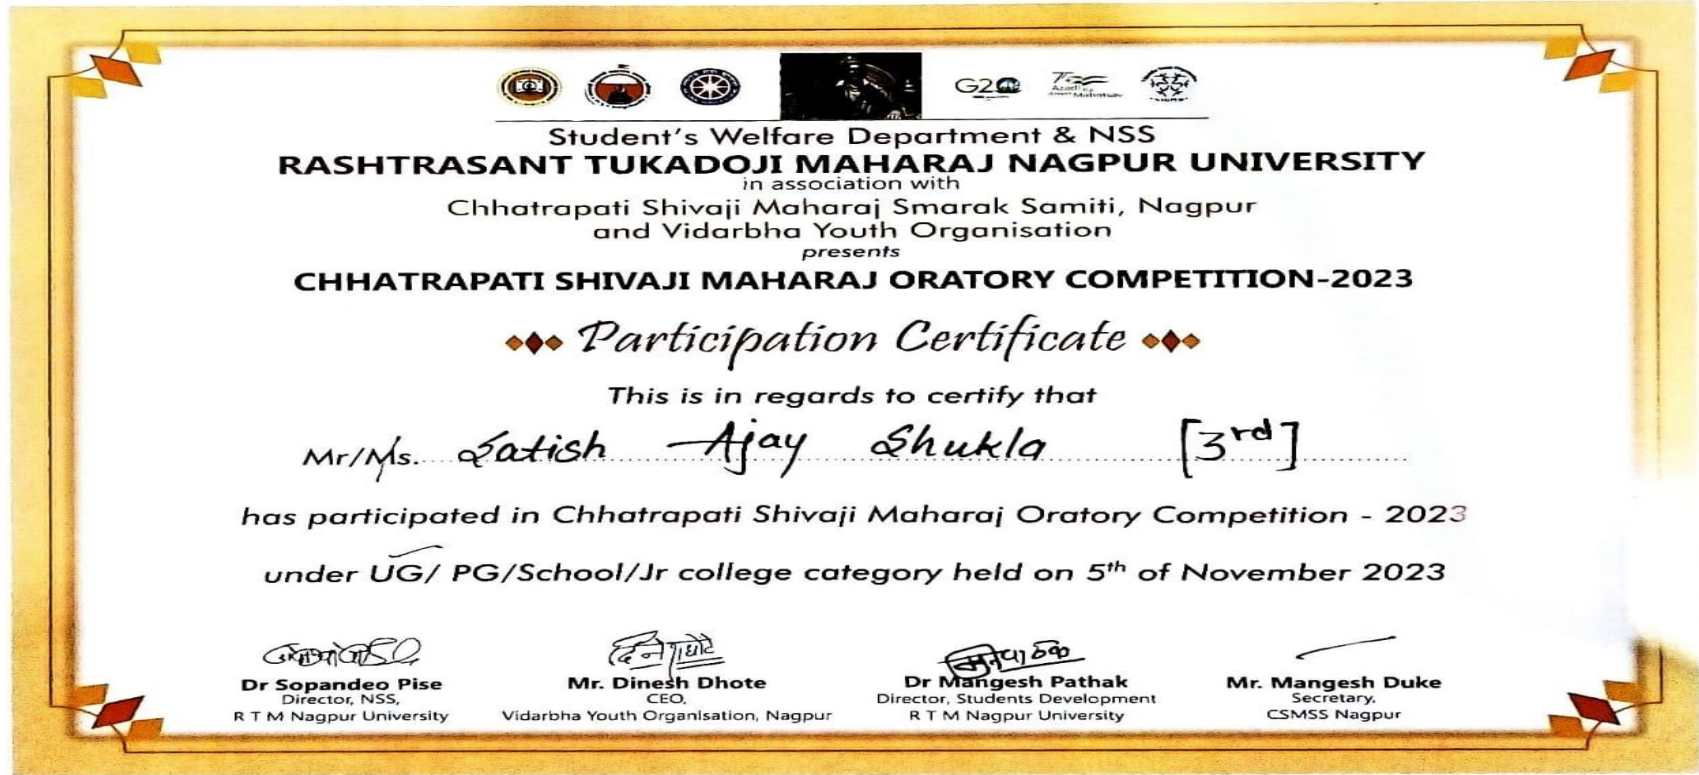 G20
Azadi Ka
Amrit Mahotsav
Student's Welfare Department & NSS
RASHTRASANT TUKADOJI MAHARAJ NAGPUR UNIVERSITY
in association with
Chhatrapati Shivaji Maharaj Smarak Samiti, Nagpur
and Vidarbha Youth Organisation
presents
CHHATRAPATI SHIVAJI MAHARAJ ORATORY COMPETITION-2023
Participation Certificate
This is in regards to certify that
Mr/Ms. Satish Ajay Shukla [3rd]
has participated in Chhatrapati Shivaji Maharaj Oratory Competition - 2023
under UG/ PG/School/Jr college category held on 5th of November 2023
Dr Sopandeo Pise Mr. Dinesh Dhote Dr Mangesh Pathak Mr. Mangesh Duke
Director, NSS, CEO, Director, Students Development Secretary,
R T M Nagpur University Vidarbha Youth Organisation, Nagpur R T M Nagpur University CSMSS Nagpur